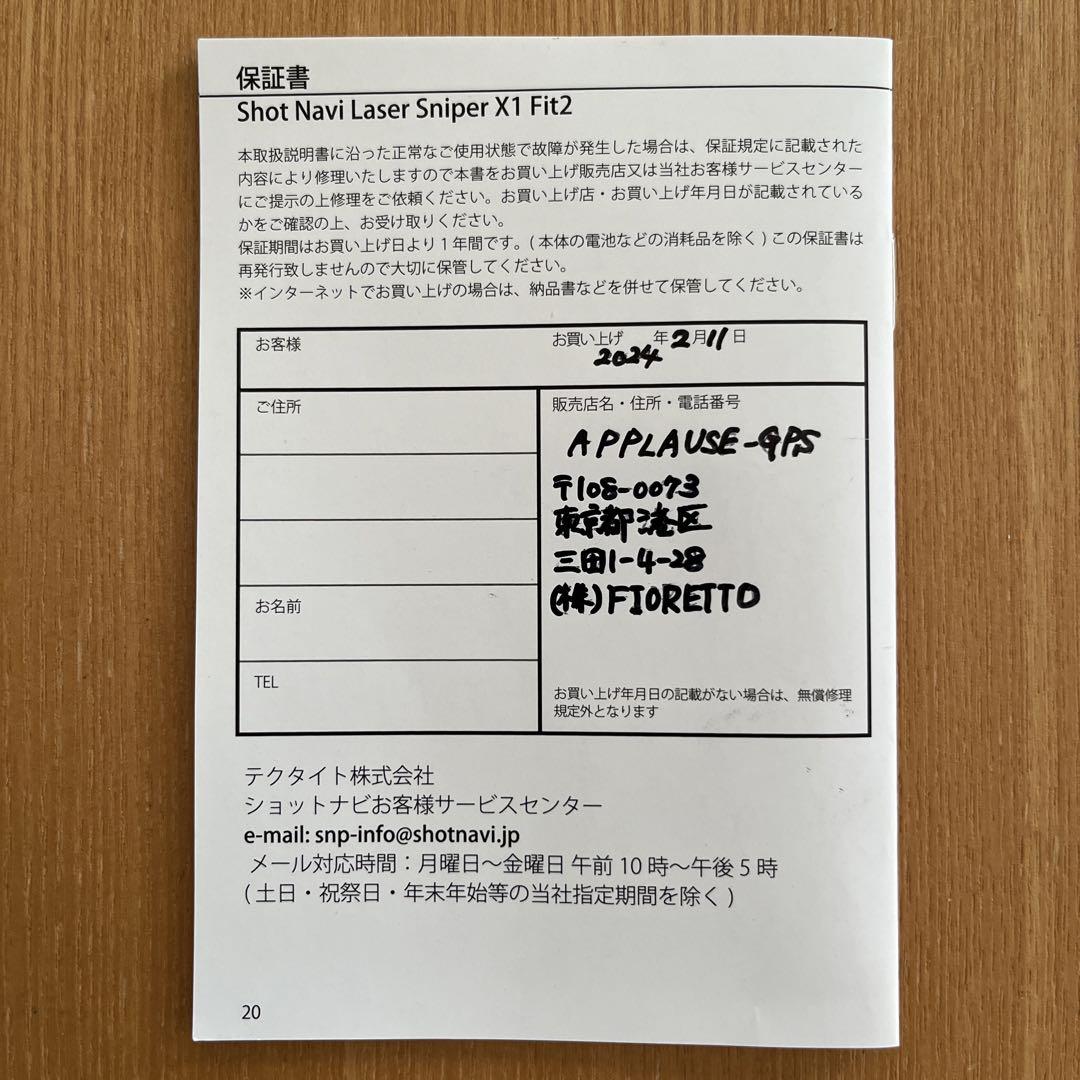 保証書
Shot Navi Laser Sniper X1 Fit2
本取扱説明書に沿った正常なご使用状態で故障が発生した場合は、保証規定に記載された
内容により修理いたしますので本書をお買い上げ販売店又は当社お客様サービスセンター
にご提示の上修理をご依頼ください。お買い上げ店・お買い上げ年月日が記載されている
かをご確認の上、お受け取りください。
保証期間はお買い上げ日より1年間です。(本体の電池などの消耗品を除く)この保証書は
再発行致しませんので大切に保管してください。
※インターネットでお買い上げの場合は、納品書などを併せて保管してください。
お客様
お買い上げ 2024年2月11日
ご住所
販売店名・住所・電話番号
APPLAUSE-GPS
〒108-0073
東京都港区
三田1-4-28
(株)FIORETTO
お名前
TEL
お買い上げ年月日の記載がない場合は、無償修理
規定外となります
テクタイト株式会社
ショットナビお客様サービスセンター
e-mail: snp-info@shotnavi.jp
メール対応時間：月曜日～金曜日 午前10時～午後5時
(土日・祝祭日・年末年始等の当社指定期間を除く)
20